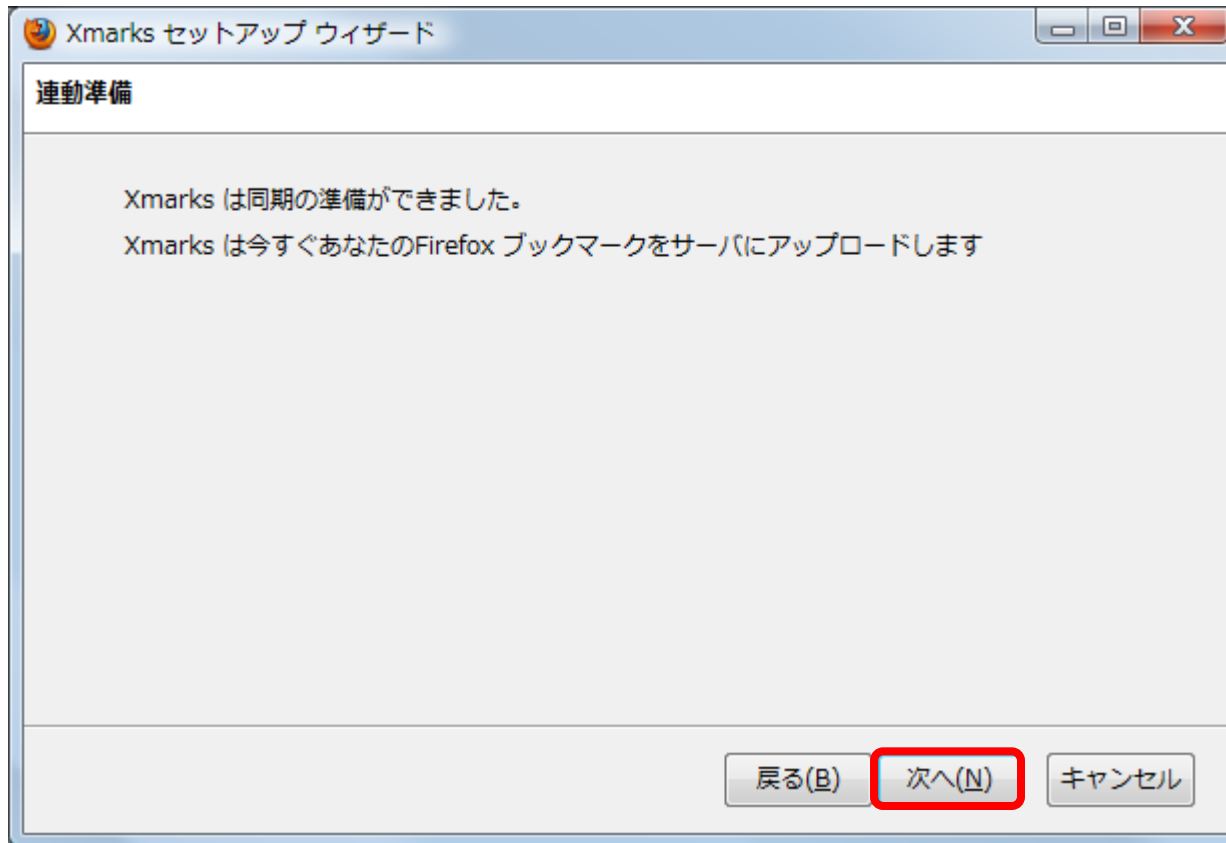 Xmarks セットアップ ウィザード
連動準備
Xmarks は同期の準備ができました。
Xmarks は今すぐあなたのFirefox ブックマークをサーバにアップロードします
戻る(B) 次へ(N) キャンセル